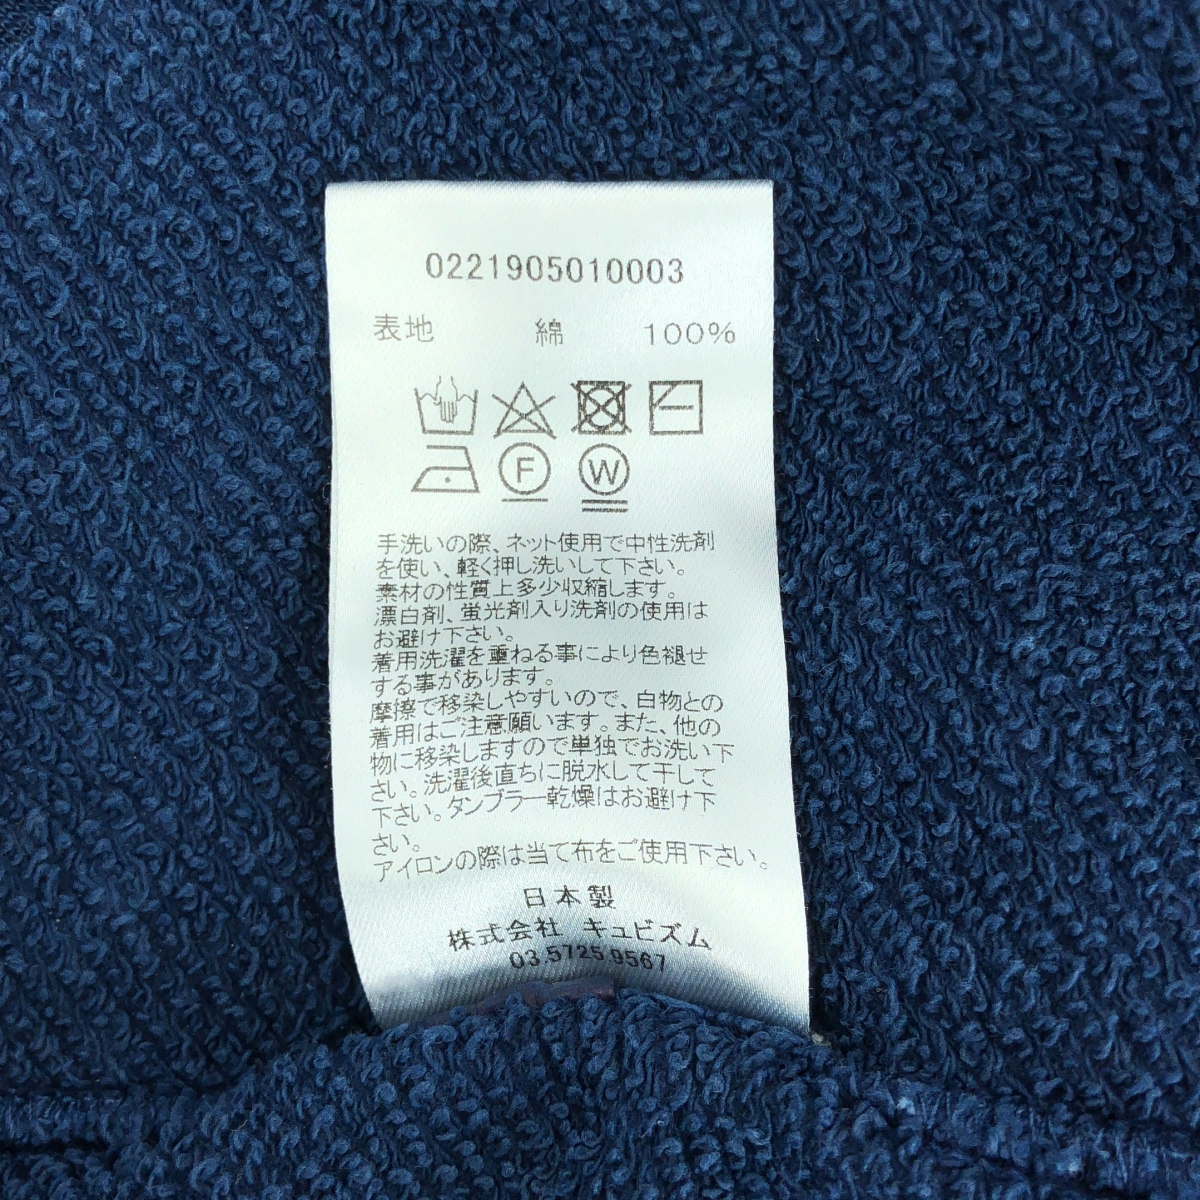 0221905010003
表地 綿 100%
F W
手洗いの際、ネット使用で中性洗剤
を使い、軽く押し洗いして下さい。
素材の性質上多少収縮します。
漂白剤、蛍光剤入り洗剤の使用は
お避け下さい。
着用洗濯を重ねる事により色褪せ
する事があります。
摩擦で移染しやすいので、白物との
着用はご注意願います。また、他の
物に移染しますので単独でお洗い下
さい。洗濯後直ちに脱水して干して
下さい。タンブラー乾燥はお避け下
さい。
アイロンの際は当て布をご使用下さい。
日本製
株式会社 キュビズム
03.5725.9567